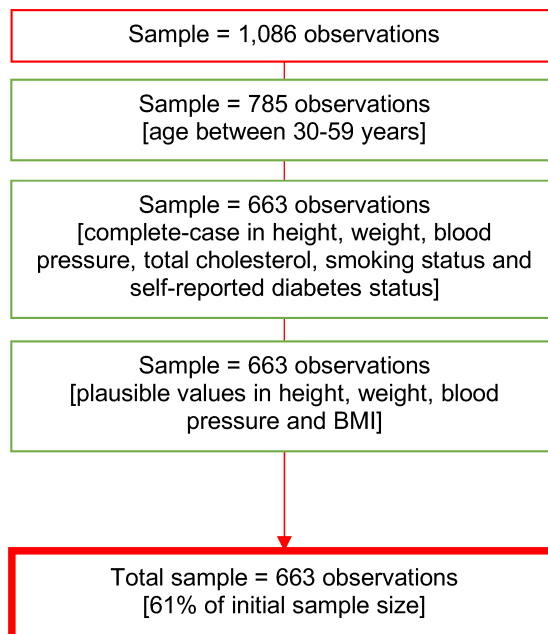 Sample = 1,086 observations
Sample = 785 observations
[age between 30-59 years]
Sample = 663 observations
[complete-case in height, weight, blood
pressure, total cholesterol, smoking status and
self-reported diabetes status]
Sample = 663 observations
[plausible values in height, weight, blood
pressure and BMI]
Total sample = 663 observations
[61% of initial sample size]